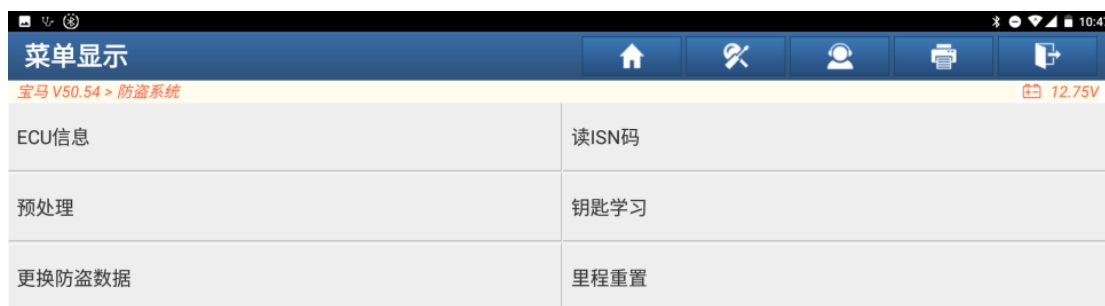 10:47
菜单显示
宝马 V50.54 > 防盗系统
12.75V
ECU信息
读ISN码
预处理
钥匙学习
更换防盗数据
里程重置